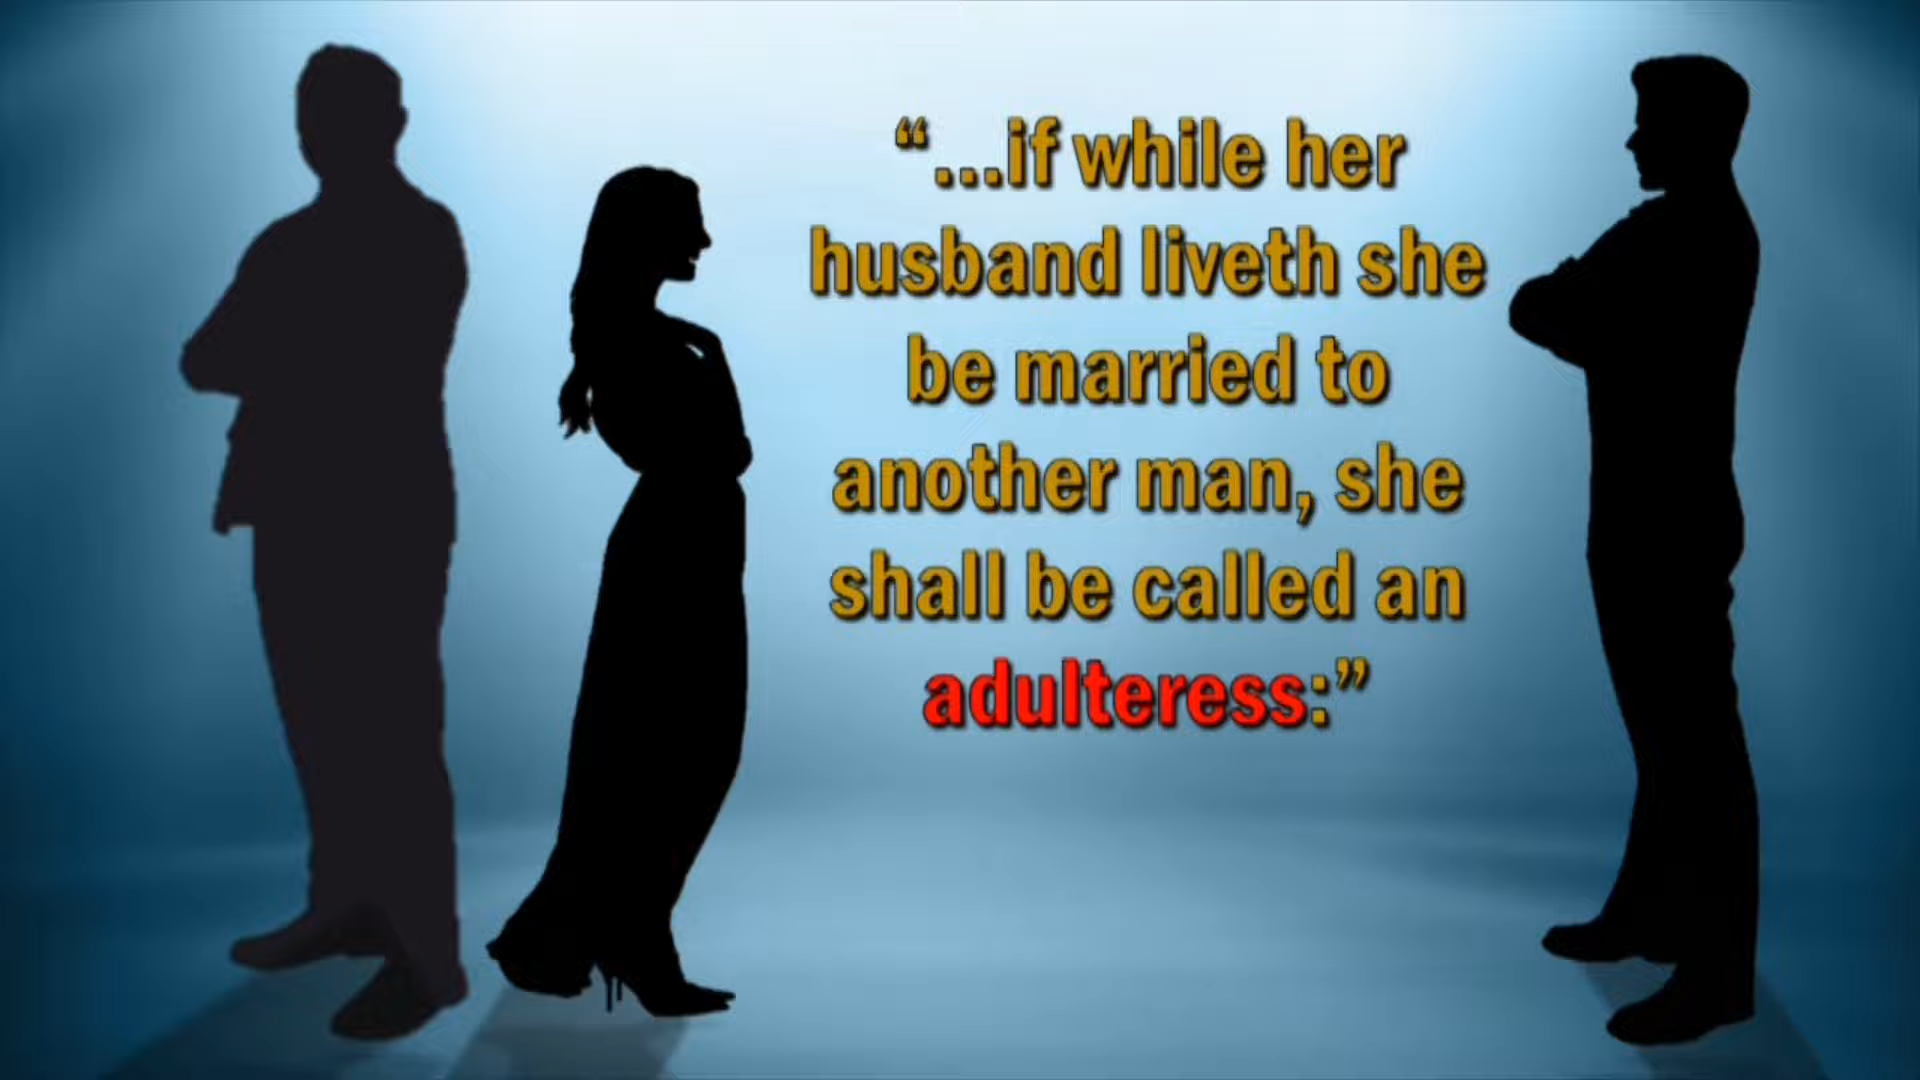 “...if while her
husband liveth she
be married to
another man, she
shall be called an
adulteress:”